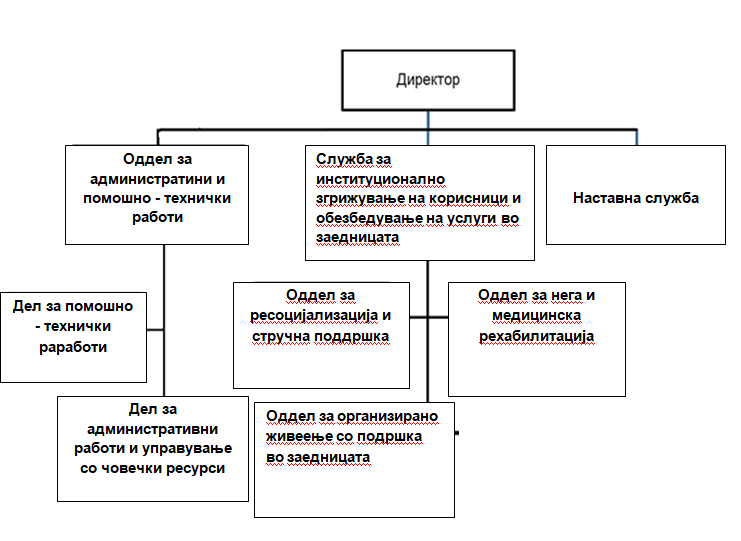 Директор
Оддел за
административни и
помошно - технички
работи
Служба за
институционално
згрижување на корисници и
обезбедување на услуги во
заедницата
Наставна служба
Дел за помошно
- технички
раработи
Оддел за
ресоцијализација и
стручна поддршка
Оддел за нега и
медицинска
рехабилитација
Дел за
административни
работи и управување
со човечки ресурси
Оддел за организирано
живеење со подршка
во заедницата